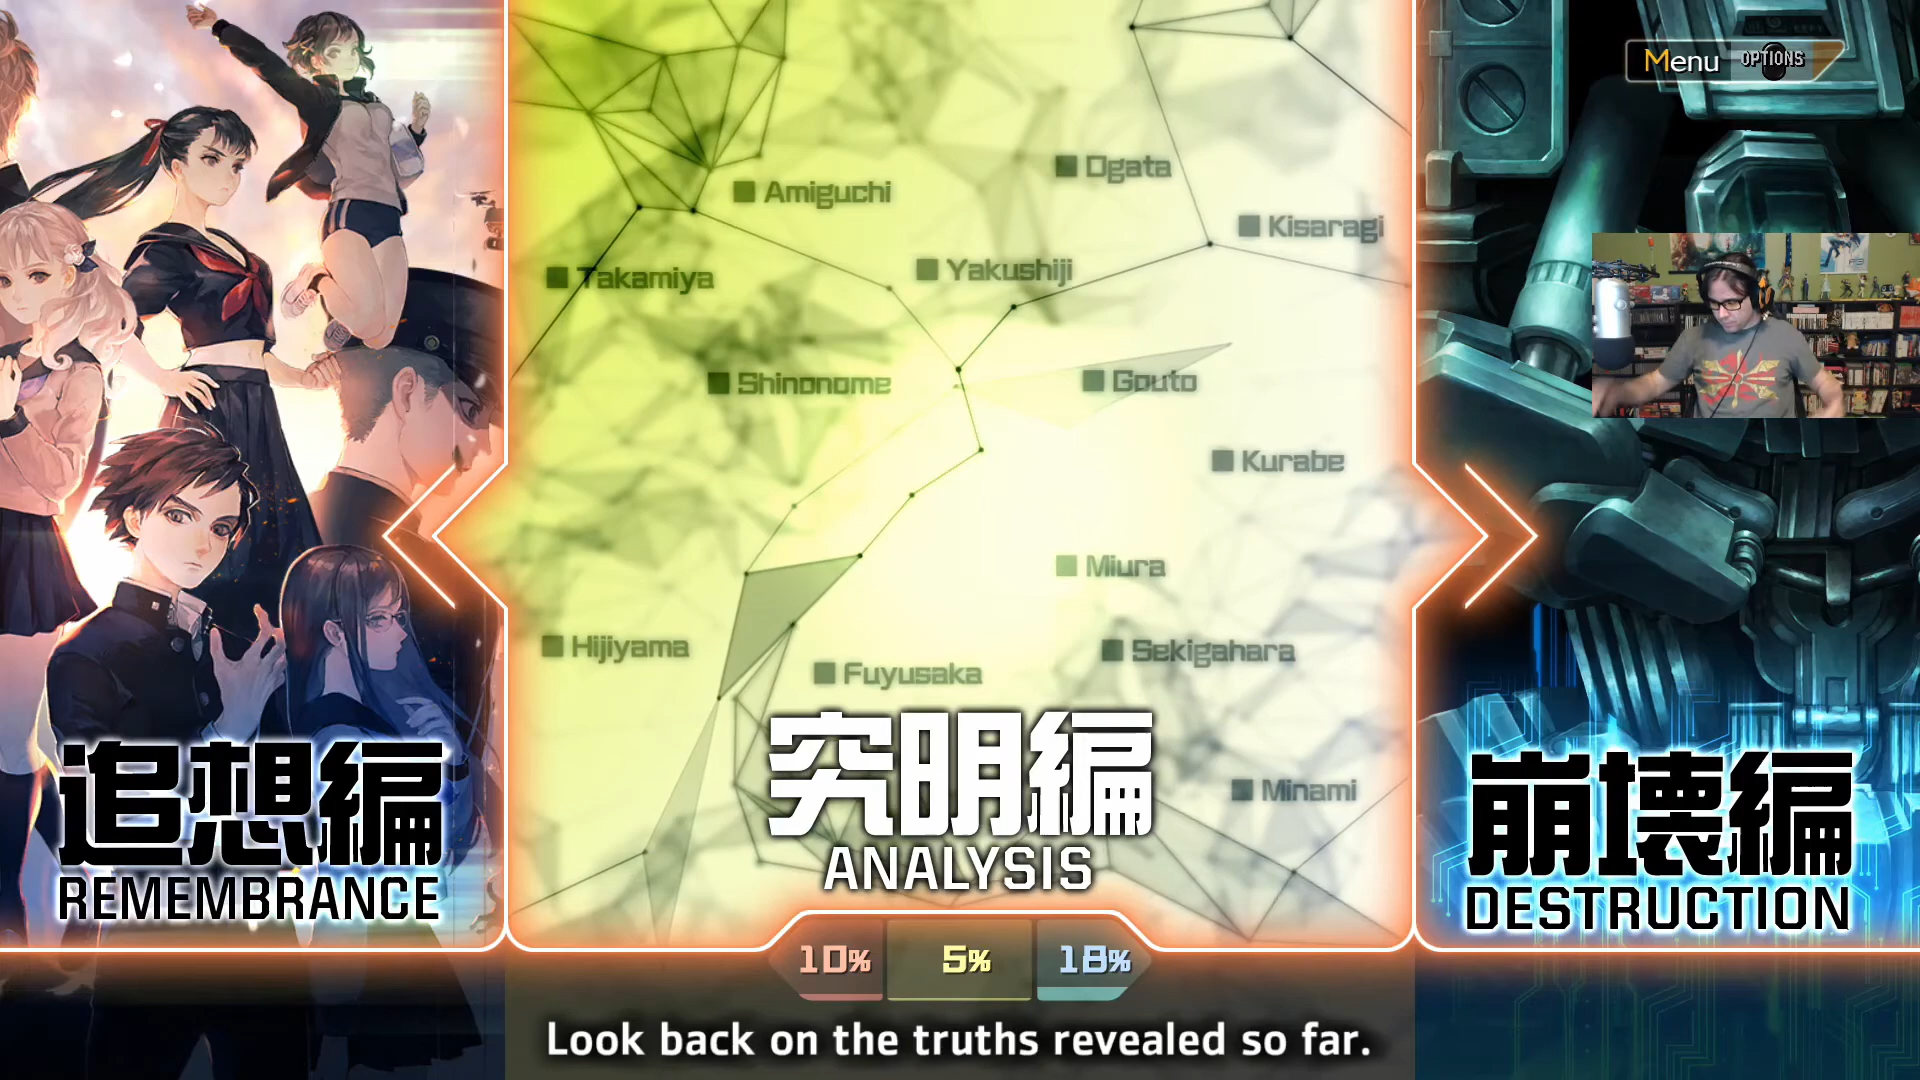 Menu OPTIONS
Ogata
Amiguchi
Kisaragi
Yakushiji
Takamiya
Shinonome
Gouto
Kurabe
Miura
Hijiyama
Sekigahara
Fuyusaka
Minami
追想編
REMEMBRANCE
究明編
ANALYSIS
崩壊編
DESTRUCTION
10% 5% 18%
Look back on the truths revealed so far.